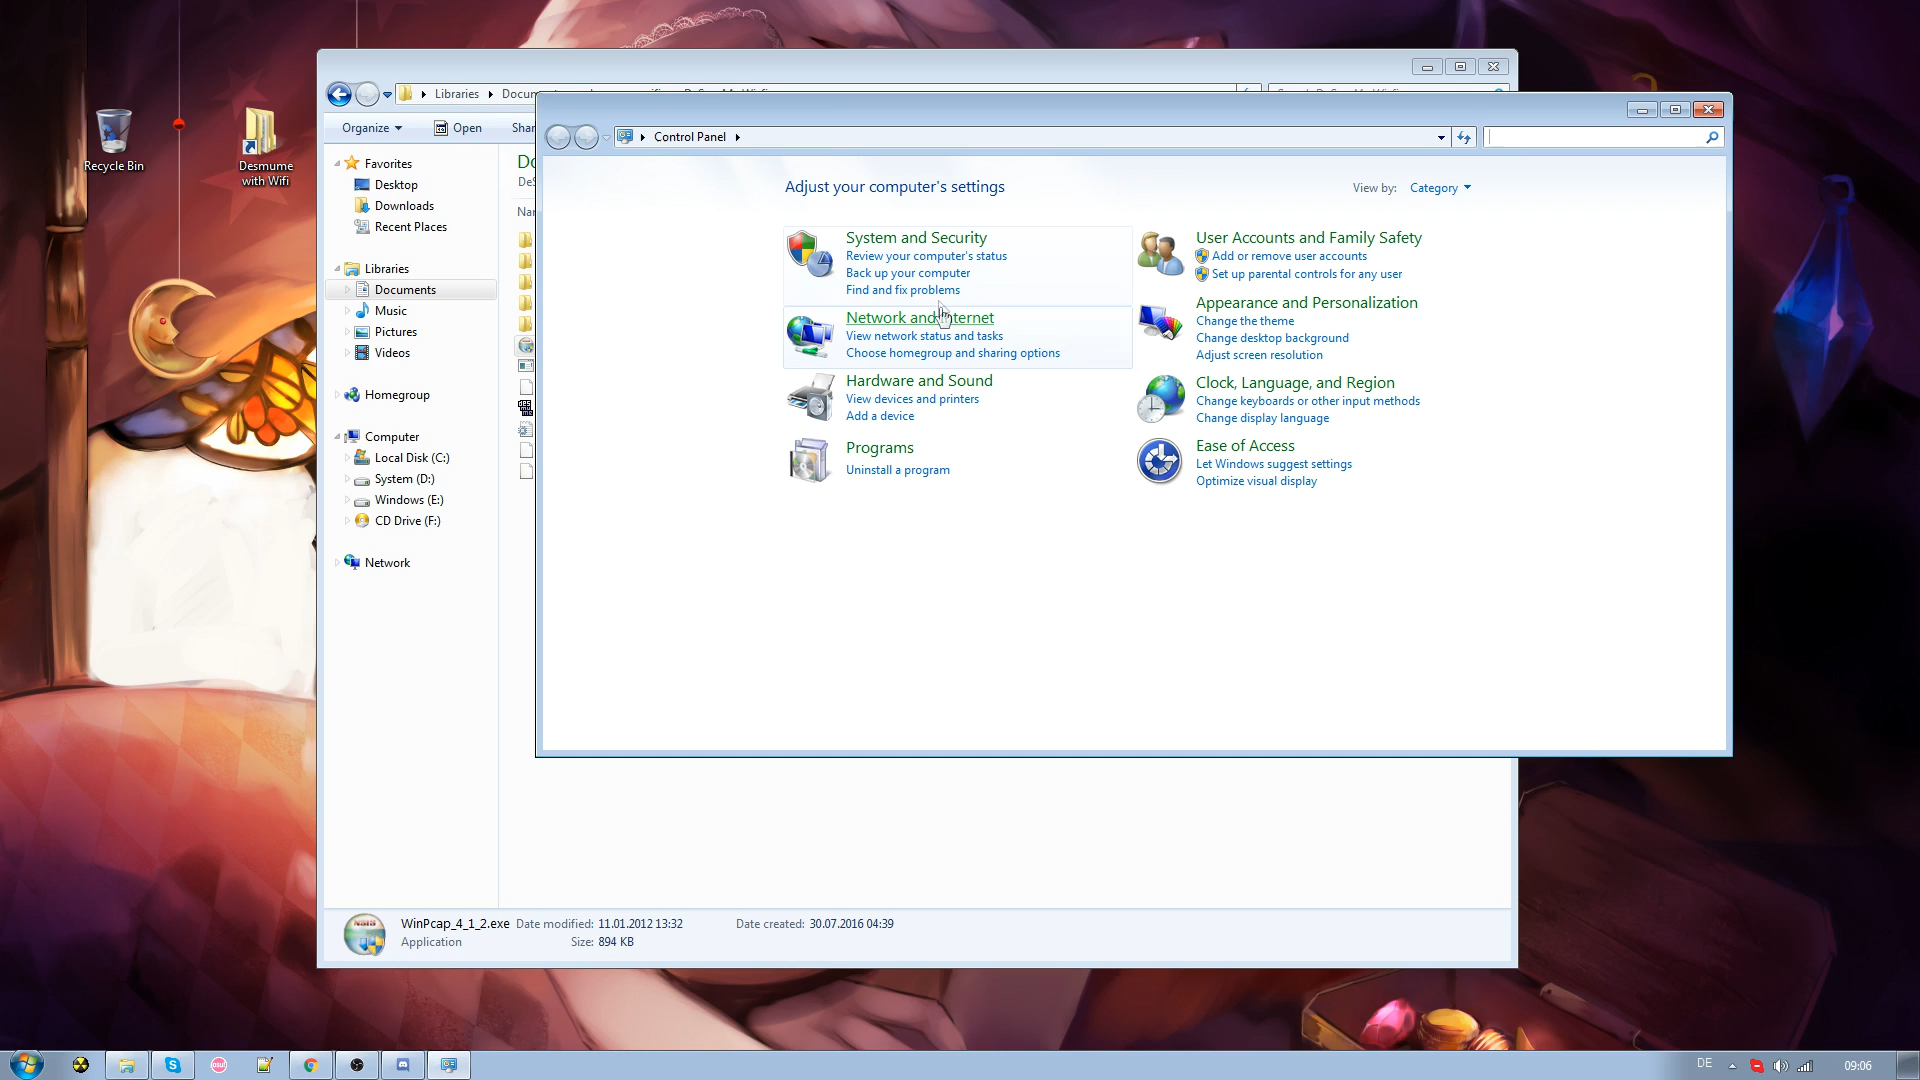 Recycle Bin
Desmume
with Wifi
Libraries
Organize
Open
Favorites
Desktop
Downloads
Recent Places
Libraries
Documents
Music
Pictures
Videos
Homegroup
Computer
Local Disk (C:)
System (D:)
Windows (E:)
CD Drive (F:)
Network
WinPcap_4_1_2.exe
Application
Date modified: 11.01.2012 13:32
Size: 894 KB
Date created: 30.07.2016 04:39
Control Panel
Adjust your computer's settings
View by: Category
System and Security
Review your computer's status
Back up your computer
Find and fix problems
Network and Internet
View network status and tasks
Choose homegroup and sharing options
Hardware and Sound
View devices and printers
Add a device
Programs
Uninstall a program
User Accounts and Family Safety
Add or remove user accounts
Set up parental controls for any user
Appearance and Personalization
Change the theme
Change desktop background
Adjust screen resolution
Clock, Language, and Region
Change keyboards or other input methods
Change display language
Ease of Access
Let Windows suggest settings
Optimize visual display
DE
09:06